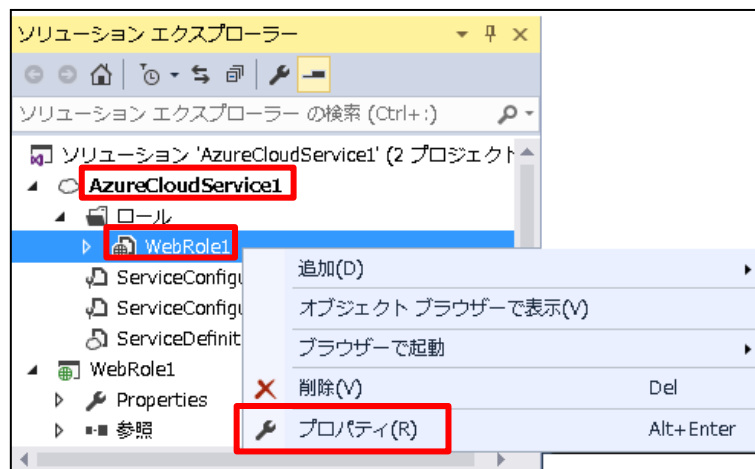 ソリューション エクスプローラー
ソリューション エクスプローラー の検索 (Ctrl+:)
ソリューション 'AzureCloudService1' (2 プロジェクト
AzureCloudService1
ロール
WebRole1
ServiceConfigu
ServiceConfigu
ServiceDefinit
WebRole1
Properties
参照
追加(D)
オブジェクト ブラウザーで表示(V)
ブラウザーで起動
削除(V) Del
プロパティ(R) Alt+Enter